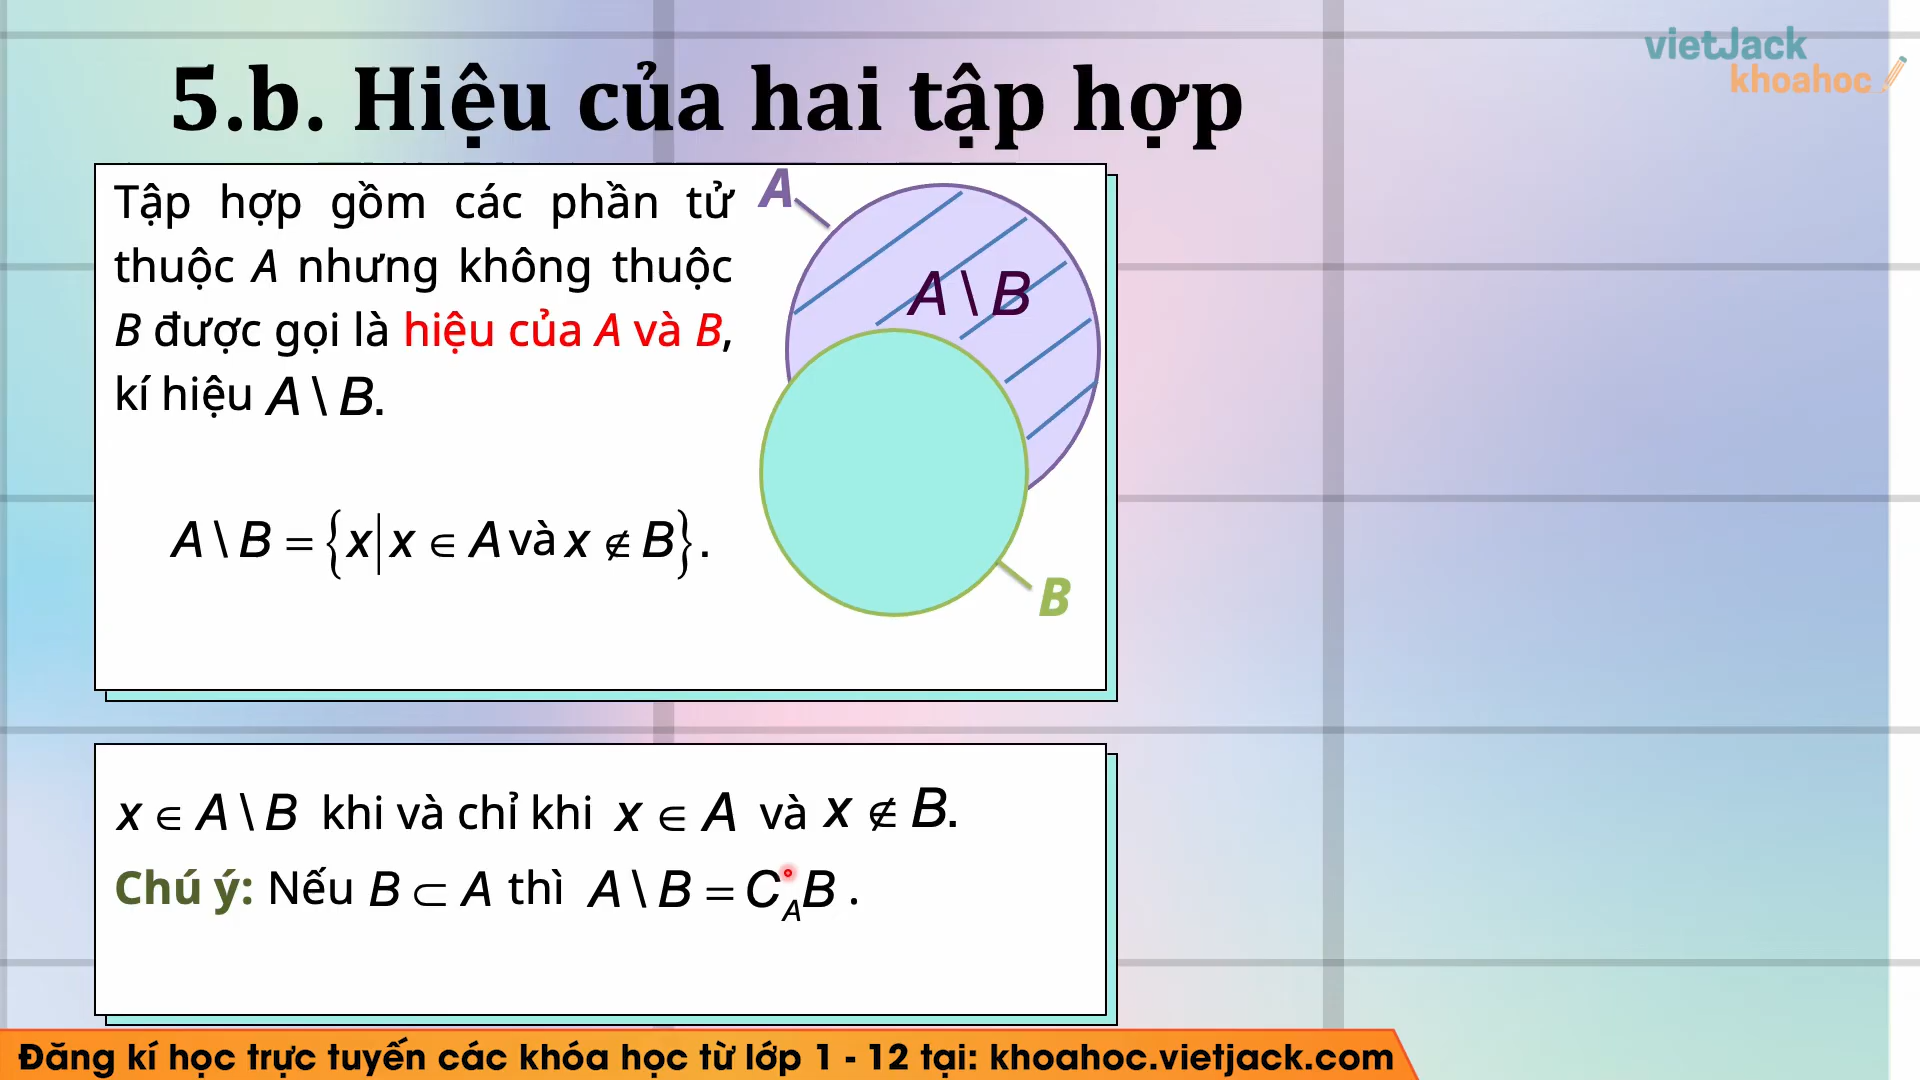 vietJack
khoahoc
5.b. Hiệu của hai tập hợp
Tập hợp gồm các phần tử
thuộc A nhưng không thuộc
B được gọi là hiệu của A và B,
kí hiệu A \ B.
A \ B = {x | x ∈ A và x ∉ B}.
A
A \ B
B
x ∈ A \ B khi và chỉ khi x ∈ A và x ∉ B.
Chú ý: Nếu B ⊂ A thì A \ B = C_A B .
Đăng kí học trực tuyến các khóa học từ lớp 1 - 12 tại: khoahoc.vietjack.com